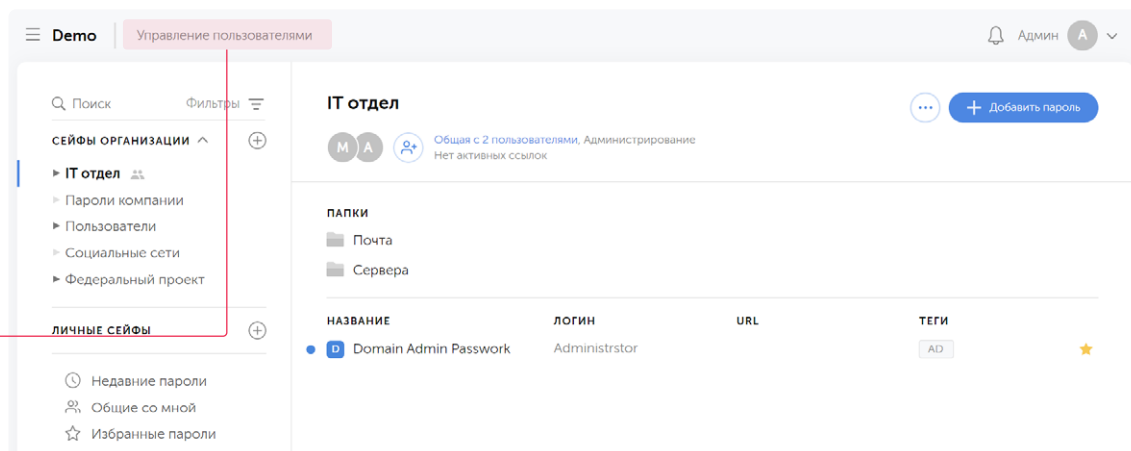 Demo
Управление пользователями
Админ
А
Поиск
Фильтры
СЕЙФЫ ОРГАНИЗАЦИИ
IT отдел
Пароли компании
Пользователи
Социальные сети
Федеральный проект
ЛИЧНЫЕ СЕЙФЫ
Недавние пароли
Общие со мной
Избранные пароли
IT отдел
Добавить пароль
М
А
Общая с 2 пользователями, Администрирование
Нет активных ссылок
ПАПКИ
Почта
Сервера
НАЗВАНИЕ ЛОГИН URL ТЕГИ
D Domain Admin Passwork Administrstor AD